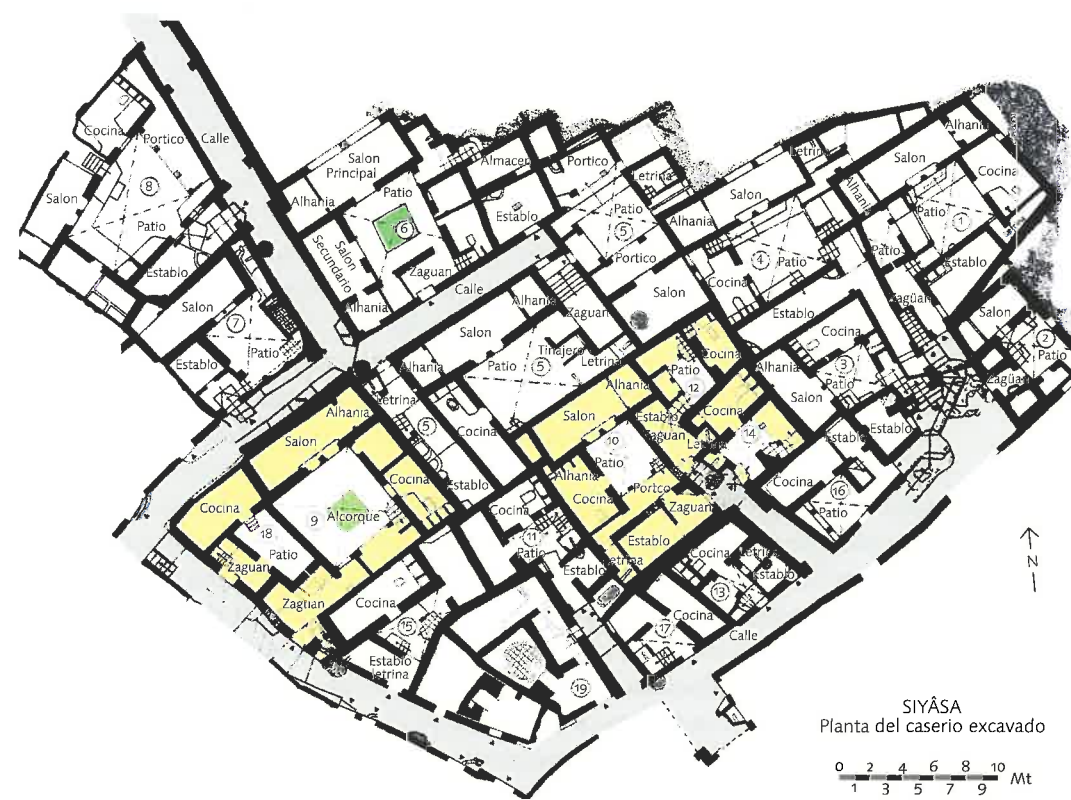 Cocina
Portico
Calle
Salon
8
Patio
Establo
Salon
7
Establo
Patio
Salon
Principal
Alhania
Patio
6
Salon
Secundario
Zaguan
Alhania
Calle
Almacen
Portico
Letrina
Establo
Patio
5
Portico
Salon
Alhania
Zaguan
Salon
Alhania
Patio
Tinajero
5
Letrina
Letrina
5
Cocina
Establo
Letrina
Salon
Alhania
4
Patio
Cocina
Establo
Alhania
Salon
Cocina
Alhania
Patio
1
Patio
Establo
Zagüan
Salon
2
Patio
Zagüan
Cocina
3
Patio
Alhania
Salon
Establo
Establo
Cocina
16
Patio
Cocina
Patio
12
Alhania
Salon
Establo
Zaguan
Cocina
14
10
Patio
Alhania
Cocina
Portco
Zaguan
Establo
Letrina
Alhania
Salon
Cocina
Cocina
9
Alcorque
18
Patio
Zaguan
Zaguan
Cocina
11
Patio
Establo
Cocina
15
Establo
letrina
19
Cocina
17
Cocina
Letrina
13
Establo
Calle
N
SIYÂSA
Planta del caserio excavado
0 2 4 6 8 10 Mt
1 3 5 7 9